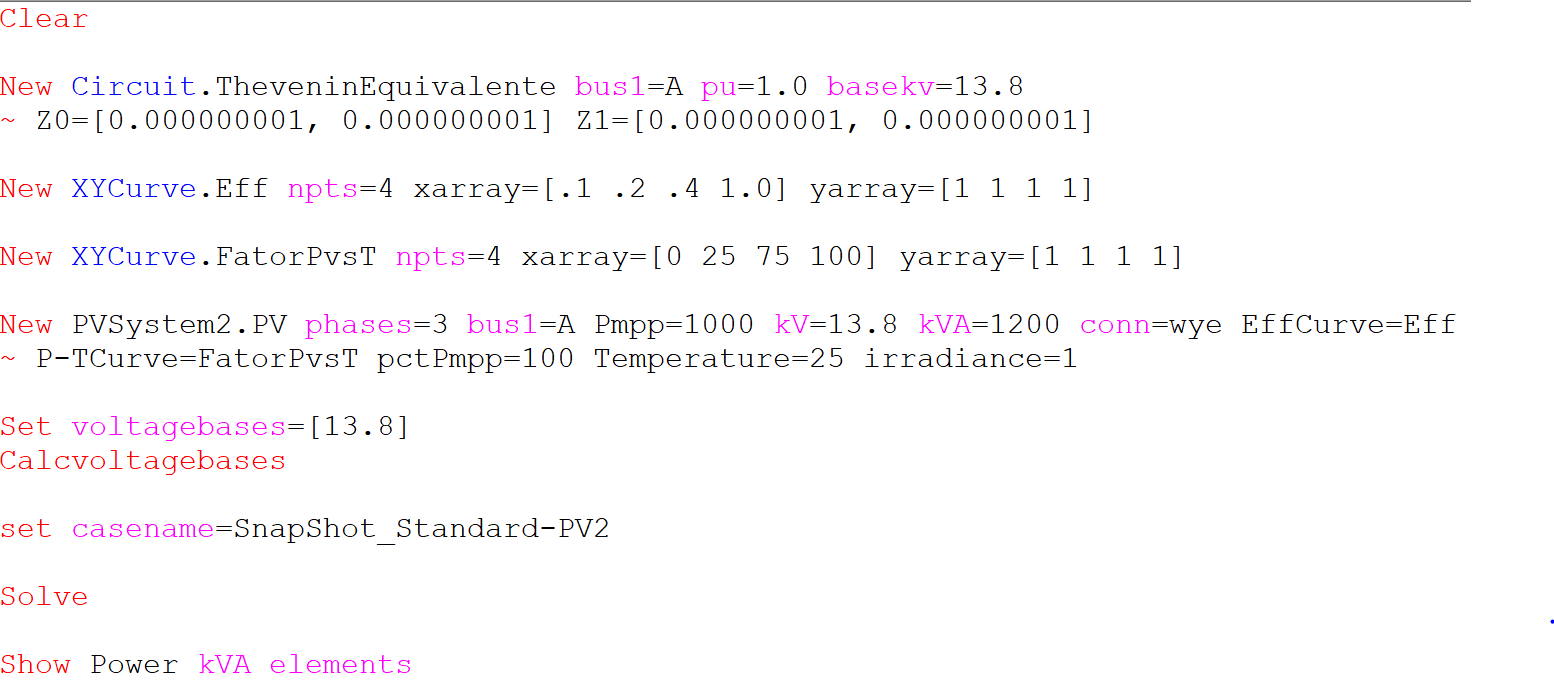 Clear
New Circuit.TheveninEquivalente bus1=A pu=1.0 basekv=13.8
~ Z0=[0.000000001, 0.000000001] Z1=[0.000000001, 0.000000001]
New XYCurve.Eff npts=4 xarray=[.1 .2 .4 1.0] yarray=[1 1 1 1]
New XYCurve.FatorPvsT npts=4 xarray=[0 25 75 100] yarray=[1 1 1 1]
New PVSystem2.PV phases=3 bus1=A Pmpp=1000 kV=13.8 kVA=1200 conn=wye EffCurve=Eff
~ P-TCurve=FatorPvsT pctPmpp=100 Temperature=25 irradiance=1
Set voltagebases=[13.8]
Calcvoltagebases
set casename=SnapShot_Standard-PV2
Solve
Show Power kVA elements